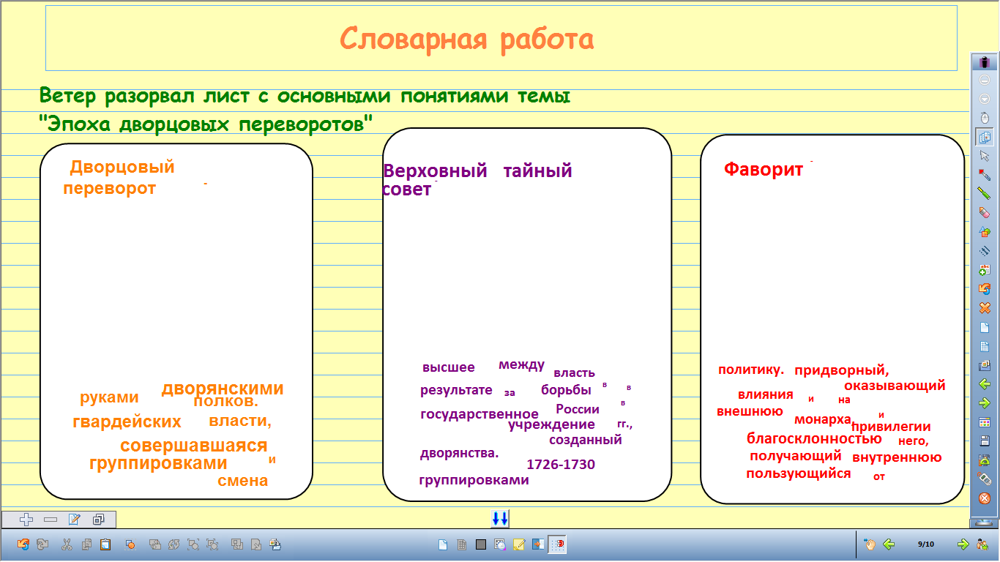 Словарная работа
Ветер разорвал лист с основными понятиями темы
"Эпоха дворцовых переворотов"
Дворцовый
переворот -
дворянскими
руками полков.
гвардейских власти,
совершавшаяся
группировками и
смена
Верховный тайный
совет -
высшее между
власть
результате за борьбы в в
государственное России в
учреждение гг.,
созданный
дворянства.
1726-1730
группировками
Фаворит -
политику. придворный,
оказывающий
влияния и на
внешнюю
монарха, и
привилегии
благосклонностью него,
получающий внутреннюю
пользующийся от
9/10
abc